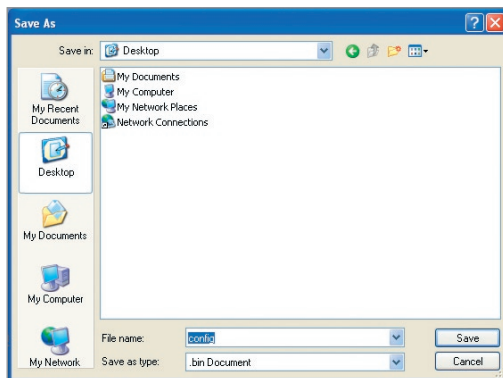 Save As
Save in:
Desktop
My Recent
Documents
Desktop
My Documents
My Computer
My Network
My Documents
My Computer
My Network Places
Network Connections
File name:
config
Save
Save as type:
.bin Document
Cancel